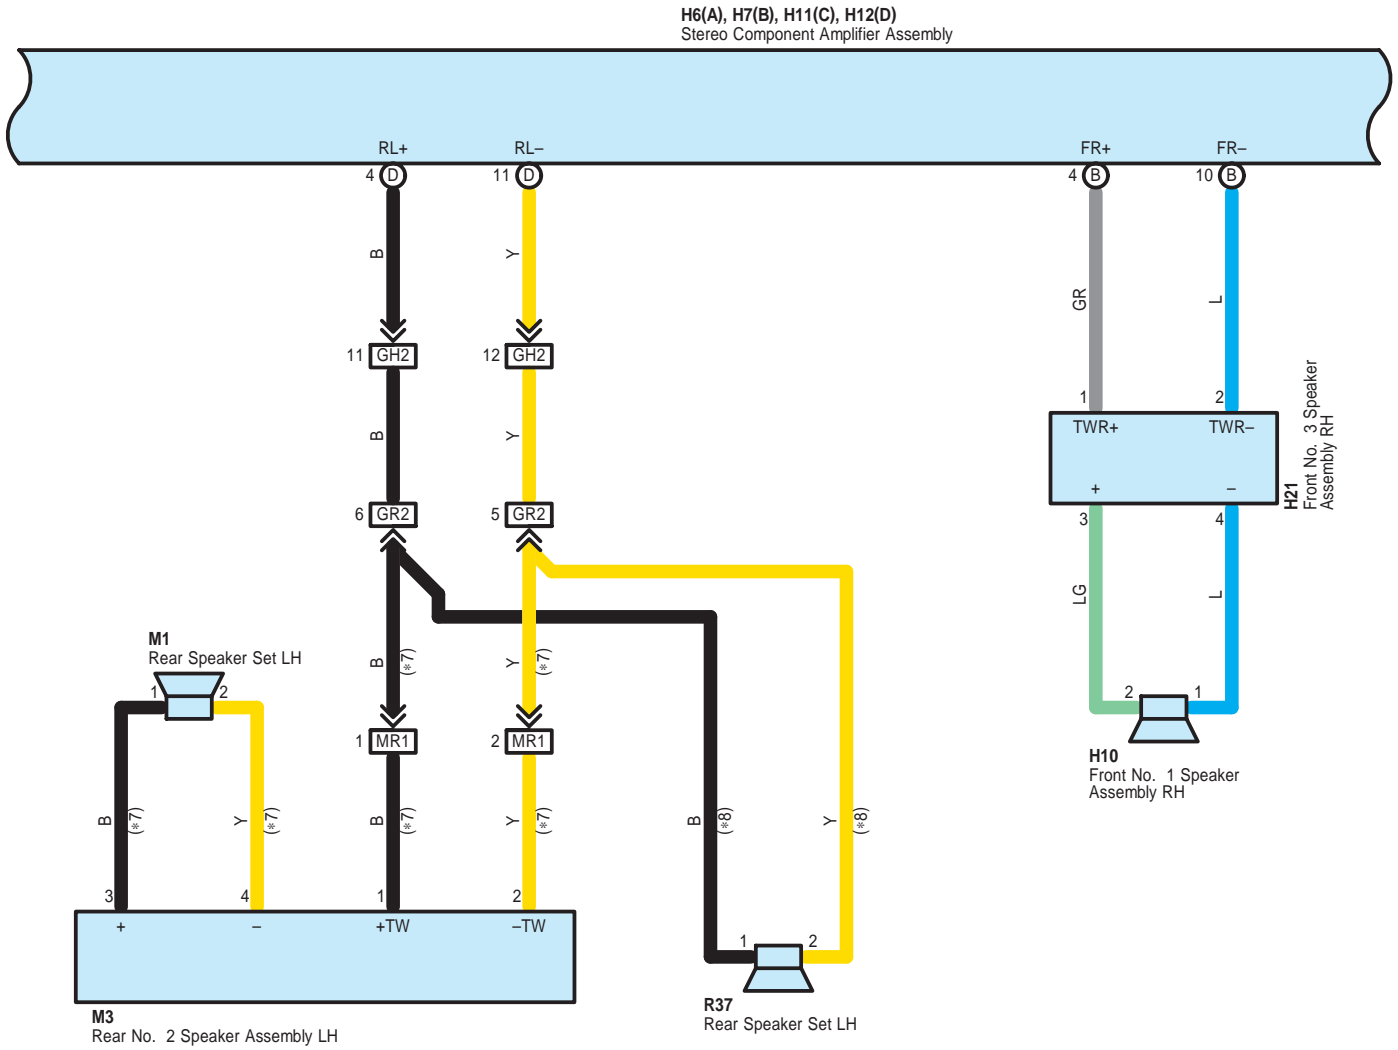 H6(A), H7(B), H11(C), H12(D)
Stereo Component Amplifier Assembly
RL+
RL–
FR+
FR–
4 D
11 D
4 B
10 B
B
Y
GR
L
11 GH2
12 GH2
B
Y
1
2
TWR+
TWR–
+
–
H21
Front No. 3 Speaker
Assembly RH
6 GR2
5 GR2
3
4
LG
L
M1
Rear Speaker Set LH
1
2
B
(*7)
Y
(*7)
2
1
H10
Front No. 1 Speaker
Assembly RH
1 MR1
2 MR1
B
(*7)
Y
(*7)
B
(*7)
Y
(*7)
B
(*8)
Y
(*8)
3
4
1
2
+
–
+TW
–TW
M3
Rear No. 2 Speaker Assembly LH
1
2
R37
Rear Speaker Set LH